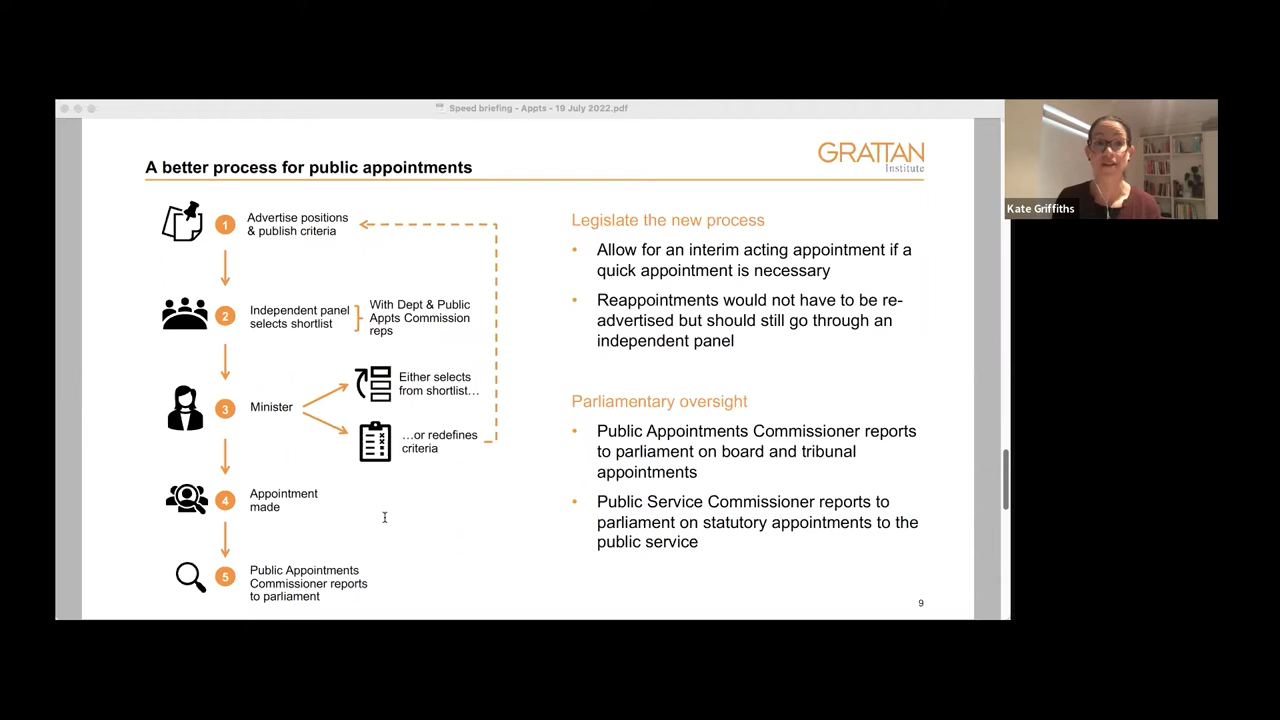 Speed briefing - Appts - 19 July 2022.pdf
A better process for public appointments
GRATTAN
Institute
1
Advertise positions
& publish criteria
2
Independent panel
selects shortlist
With Dept & Public
Appts Commission
reps
3
Minister
Either selects
from shortlist…
…or redefines
criteria
4
Appointment
made
5
Public Appointments
Commissioner reports
to parliament
Legislate the new process
• Allow for an interim acting appointment if a
quick appointment is necessary
• Reappointments would not have to be re-
advertised but should still go through an
independent panel
Parliamentary oversight
• Public Appointments Commissioner reports
to parliament on board and tribunal
appointments
• Public Service Commissioner reports to
parliament on statutory appointments to the
public service
9
Kate Griffiths